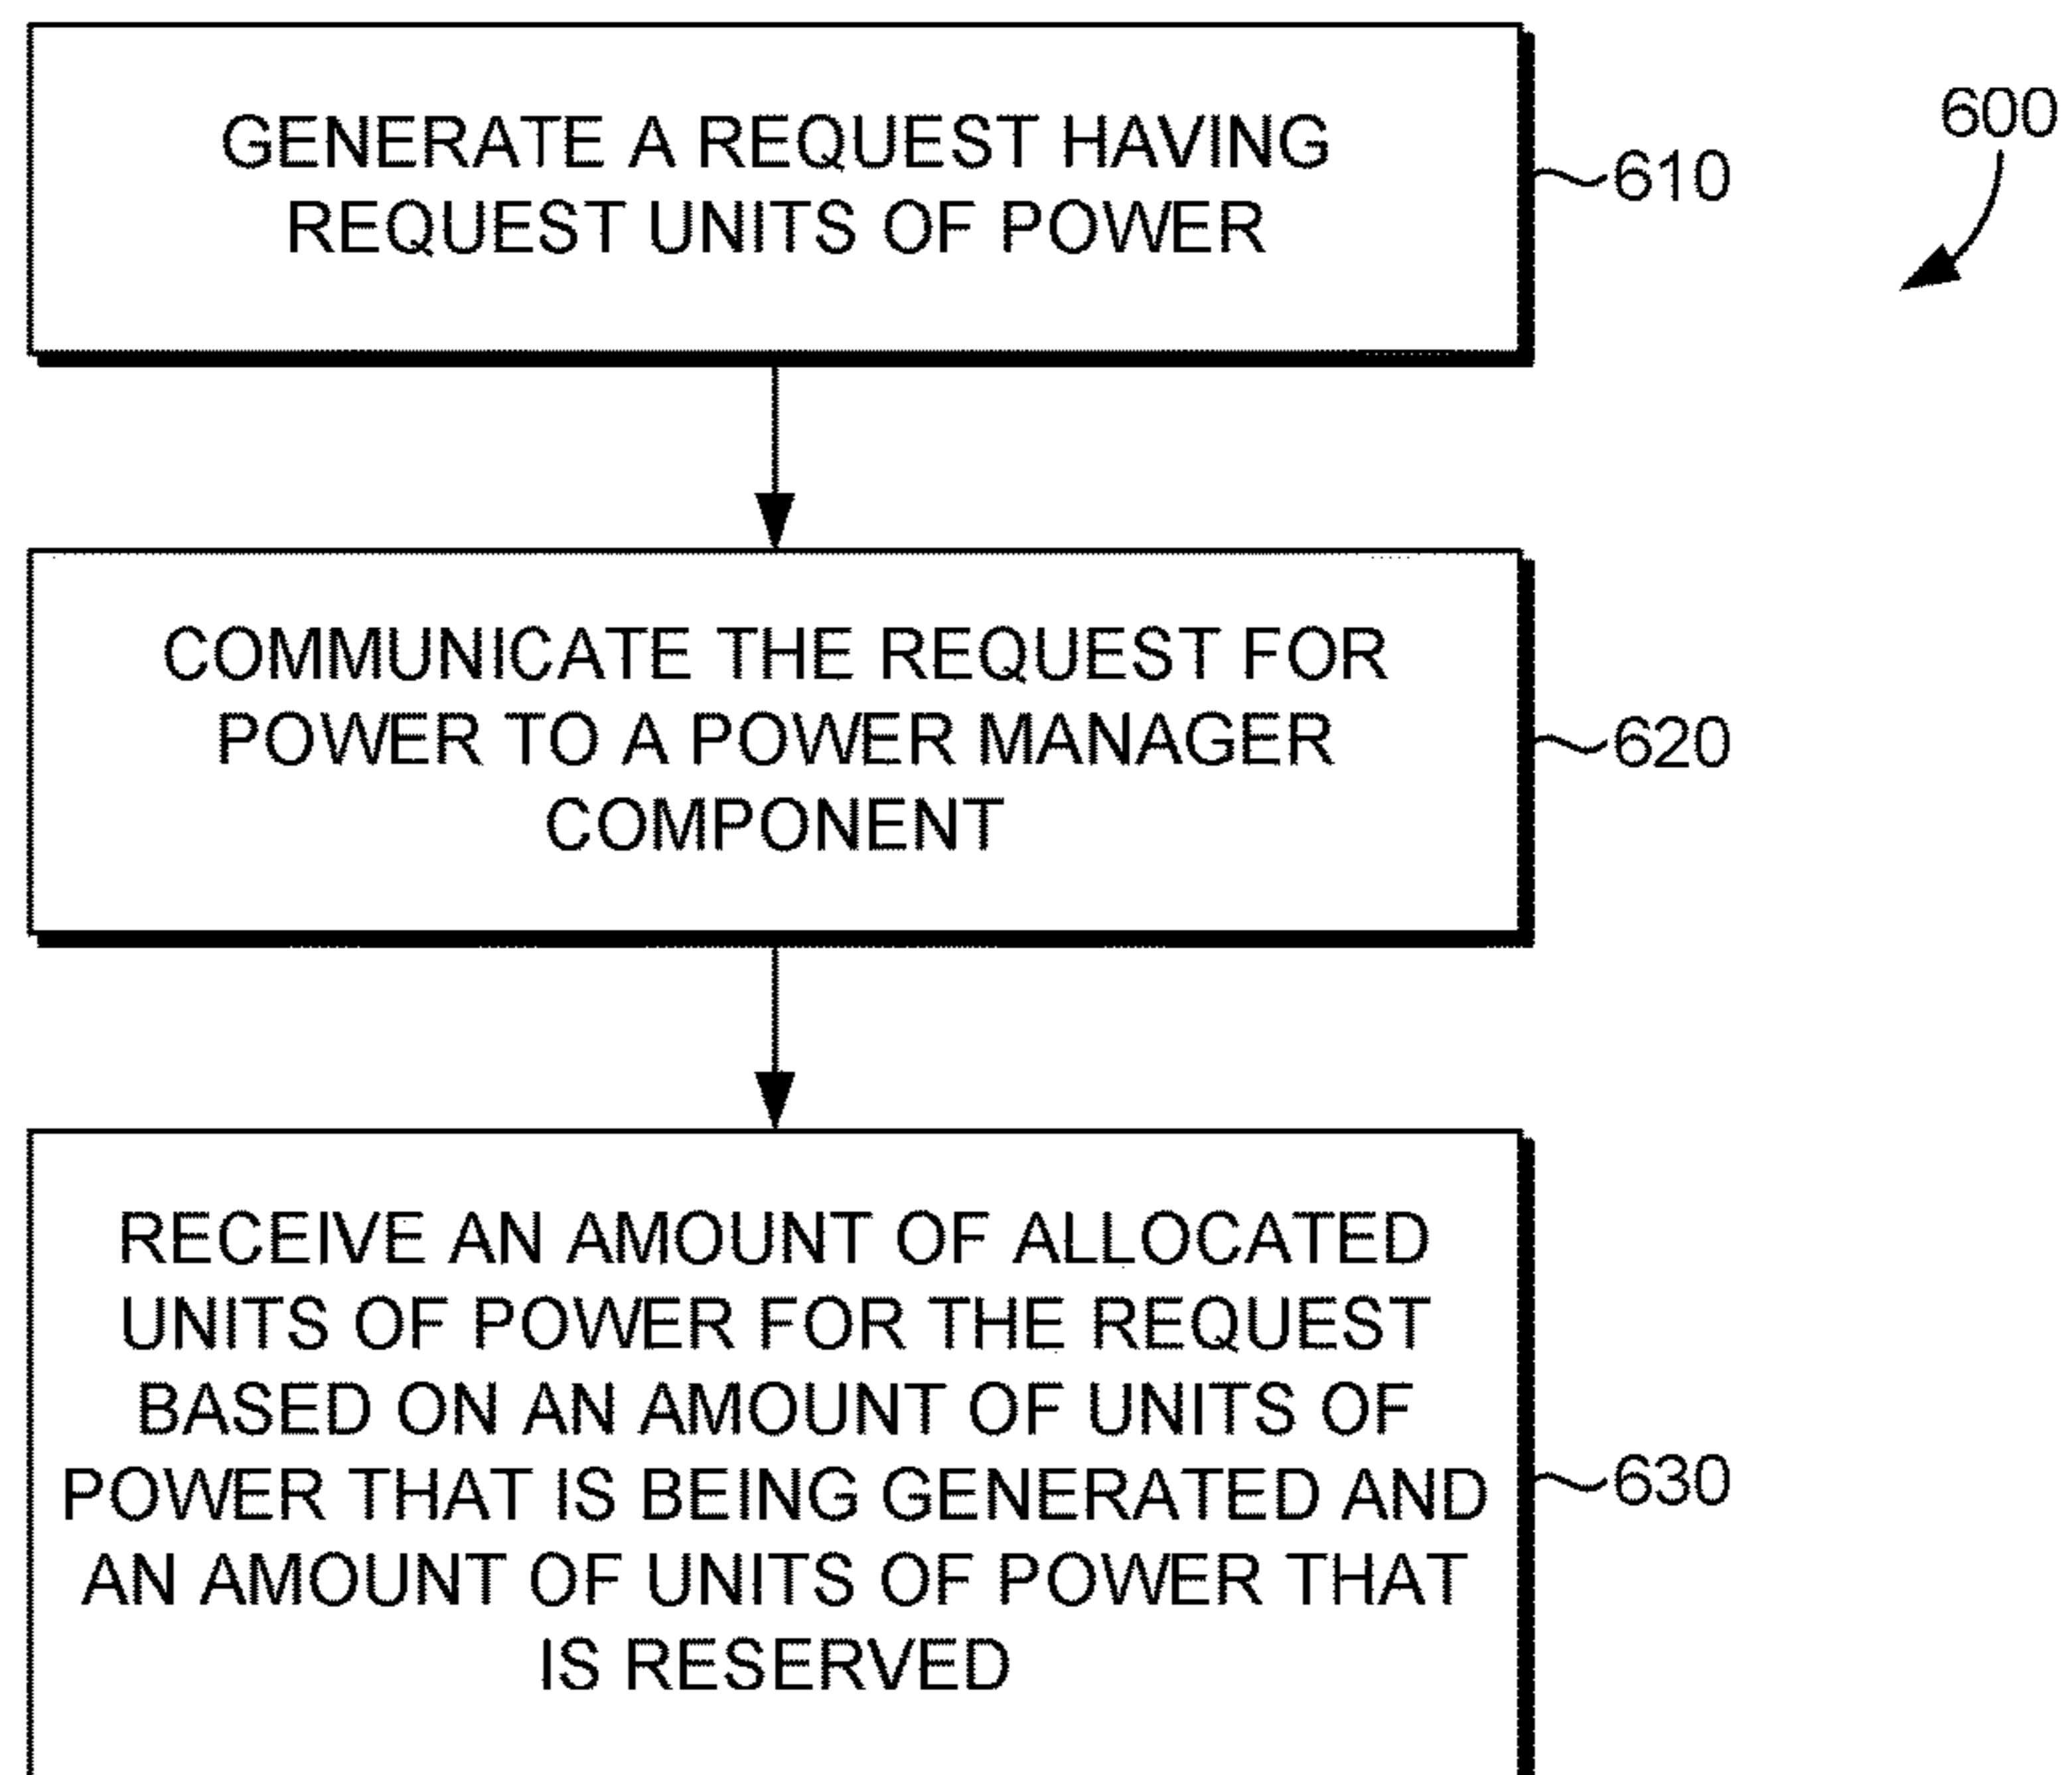 GENERATE A REQUEST HAVING
REQUEST UNITS OF POWER
610
600
COMMUNICATE THE REQUEST FOR
POWER TO A POWER MANAGER
COMPONENT
620
RECEIVE AN AMOUNT OF ALLOCATED
UNITS OF POWER FOR THE REQUEST
BASED ON AN AMOUNT OF UNITS OF
POWER THAT IS BEING GENERATED AND
AN AMOUNT OF UNITS OF POWER THAT
IS RESERVED
630